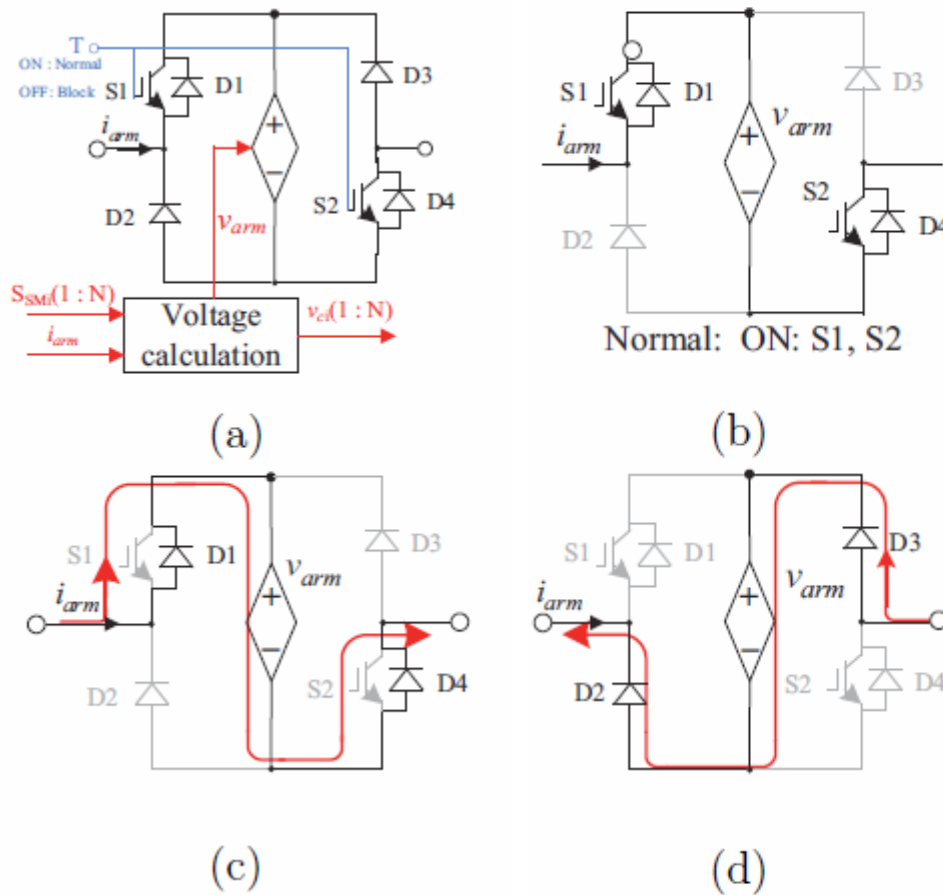 T
ON : Normal
OFF : Block
S1
D1
D3
i_arm
+
−
S2
D4
D2
v_arm
S_SMi(1 : N)
i_arm
Voltage
calculation
v_ci(1 : N)
(a)
S1
D1
D3
i_arm
v_arm
+
−
S2
D4
D2
Normal: ON: S1, S2
(b)
S1
D1
D3
i_arm
v_arm
+
−
D2
S2
D4
(c)
S1
D1
D3
i_arm
v_arm
+
−
D2
S2
D4
(d)